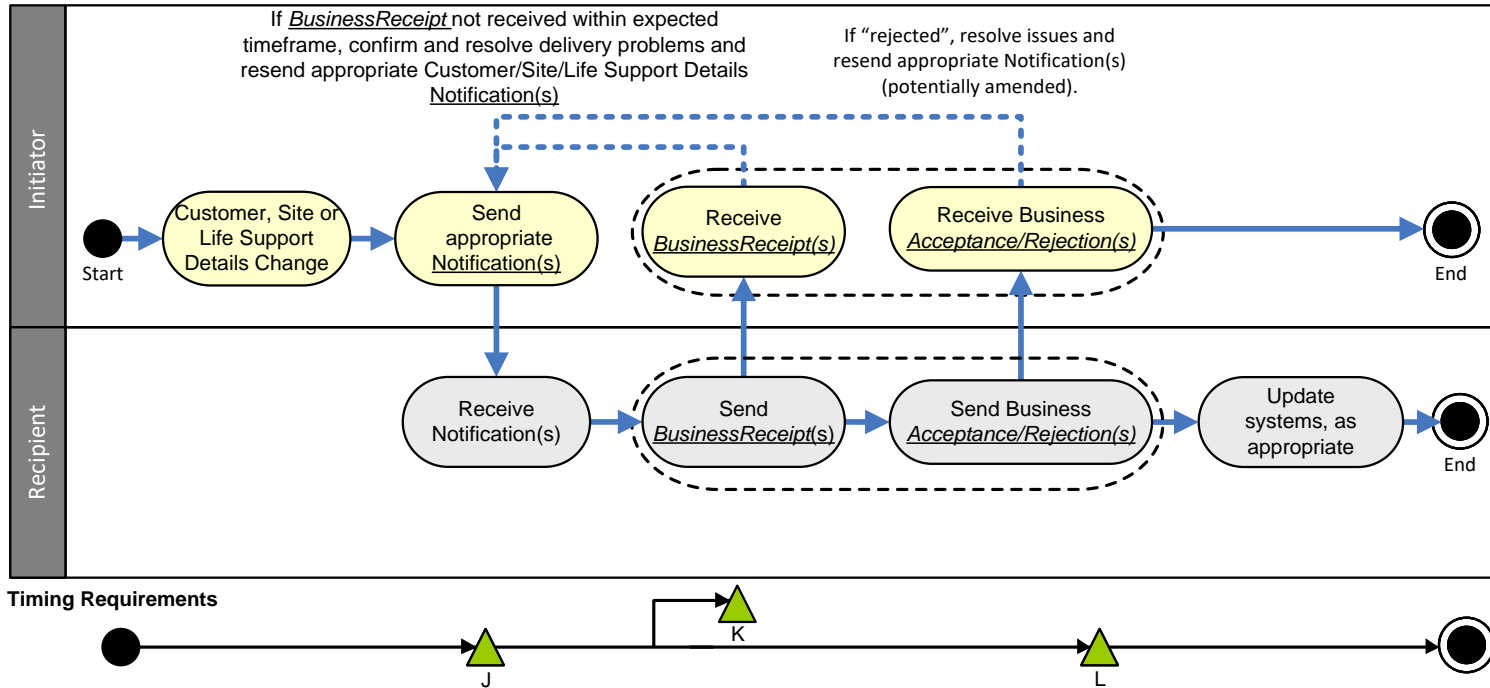 If BusinessReceipt not received within expected
timeframe, confirm and resolve delivery problems and
resend appropriate Customer/Site/Life Support Details
Notification(s)
If “rejected”, resolve issues and
resend appropriate Notification(s)
(potentially amended).
Initiator
Start
Customer, Site or
Life Support
Details Change
Send
appropriate
Notification(s)
Receive
BusinessReceipt(s)
Receive Business
Acceptance/Rejection(s)
End
Recipient
Receive
Notification(s)
Send
BusinessReceipt(s)
Send Business
Acceptance/Rejection(s)
Update
systems, as
appropriate
End
Timing Requirements
J
K
L